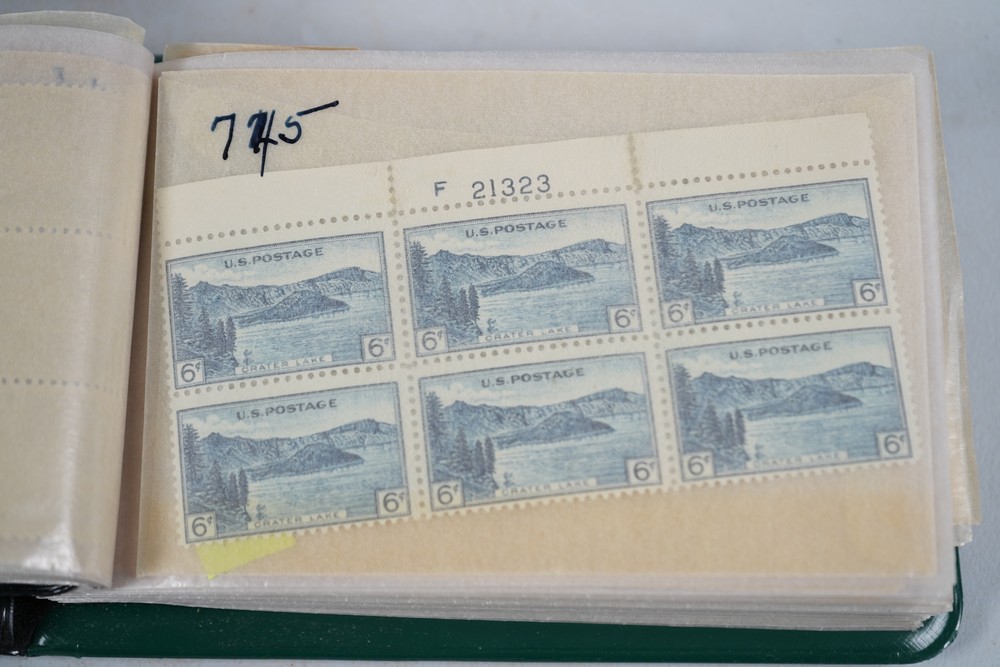 745
F 21323
U.S. POSTAGE U.S. POSTAGE U.S. POSTAGE
6¢ 6¢ 6¢ 6¢ 6¢ 6¢
CRATER LAKE CRATER LAKE CRATER LAKE
U.S. POSTAGE U.S. POSTAGE U.S. POSTAGE
6¢ 6¢ 6¢ 6¢ 6¢ 6¢
CRATER LAKE CRATER LAKE CRATER LAKE